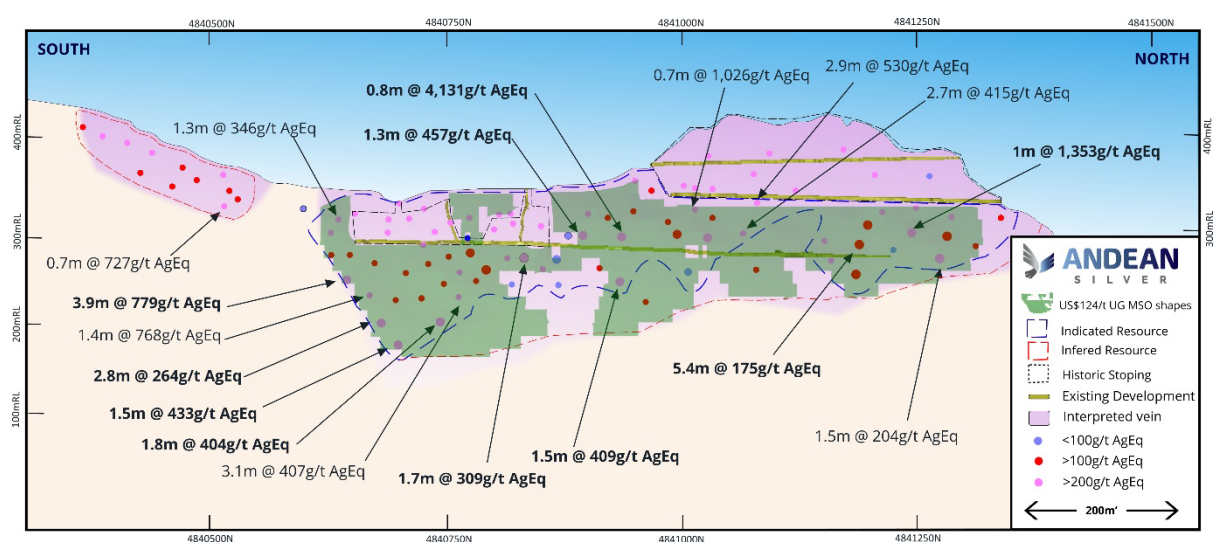 4840500N
4840750N
4841000N
4841250N
4841500N
SOUTH
NORTH
400mRL
300mRL
200mRL
100mRL
400mRL
300mRL
0.7m @ 1,026g/t AgEq
2.9m @ 530g/t AgEq
0.8m @ 4,131g/t AgEq
2.7m @ 415g/t AgEq
1.3m @ 346g/t AgEq
1.3m @ 457g/t AgEq
1m @ 1,353g/t AgEq
0.7m @ 727g/t AgEq
3.9m @ 779g/t AgEq
1.4m @ 768g/t AgEq
2.8m @ 264g/t AgEq
5.4m @ 175g/t AgEq
1.5m @ 433g/t AgEq
1.8m @ 404g/t AgEq
1.5m @ 204g/t AgEq
3.1m @ 407g/t AgEq
1.5m @ 409g/t AgEq
1.7m @ 309g/t AgEq
ANDEAN
SILVER
US$124/t UG MSO shapes
Indicated Resource
Infered Resource
Historic Stoping
Existing Development
Interpreted vein
<100g/t AgEq
>100g/t AgEq
>200g/t AgEq
200m'
4840500N
4840750N
4841000N
4841250N